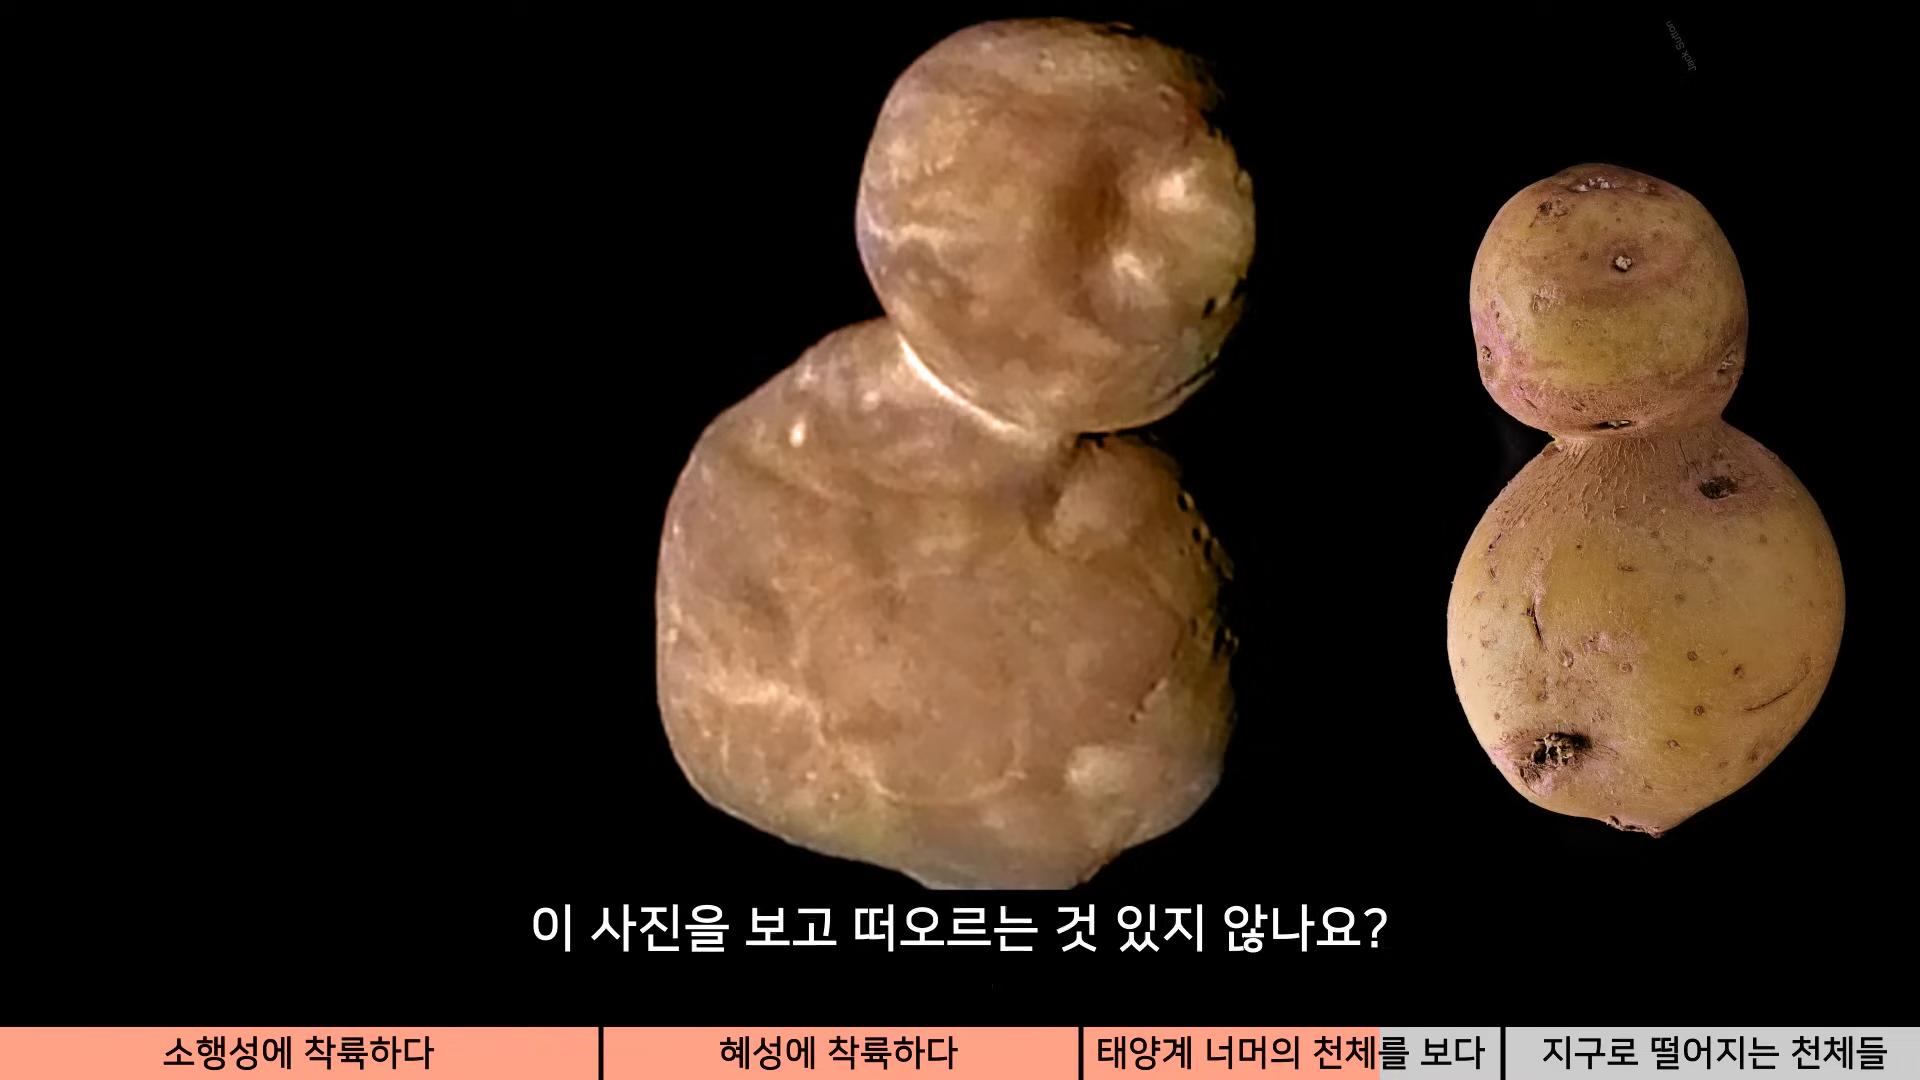 Jack Sutton
이 사진을 보고 떠오르는 것 있지 않나요?
소행성에 착륙하다
혜성에 착륙하다
태양계 너머의 천체를 보다
지구로 떨어지는 천체들